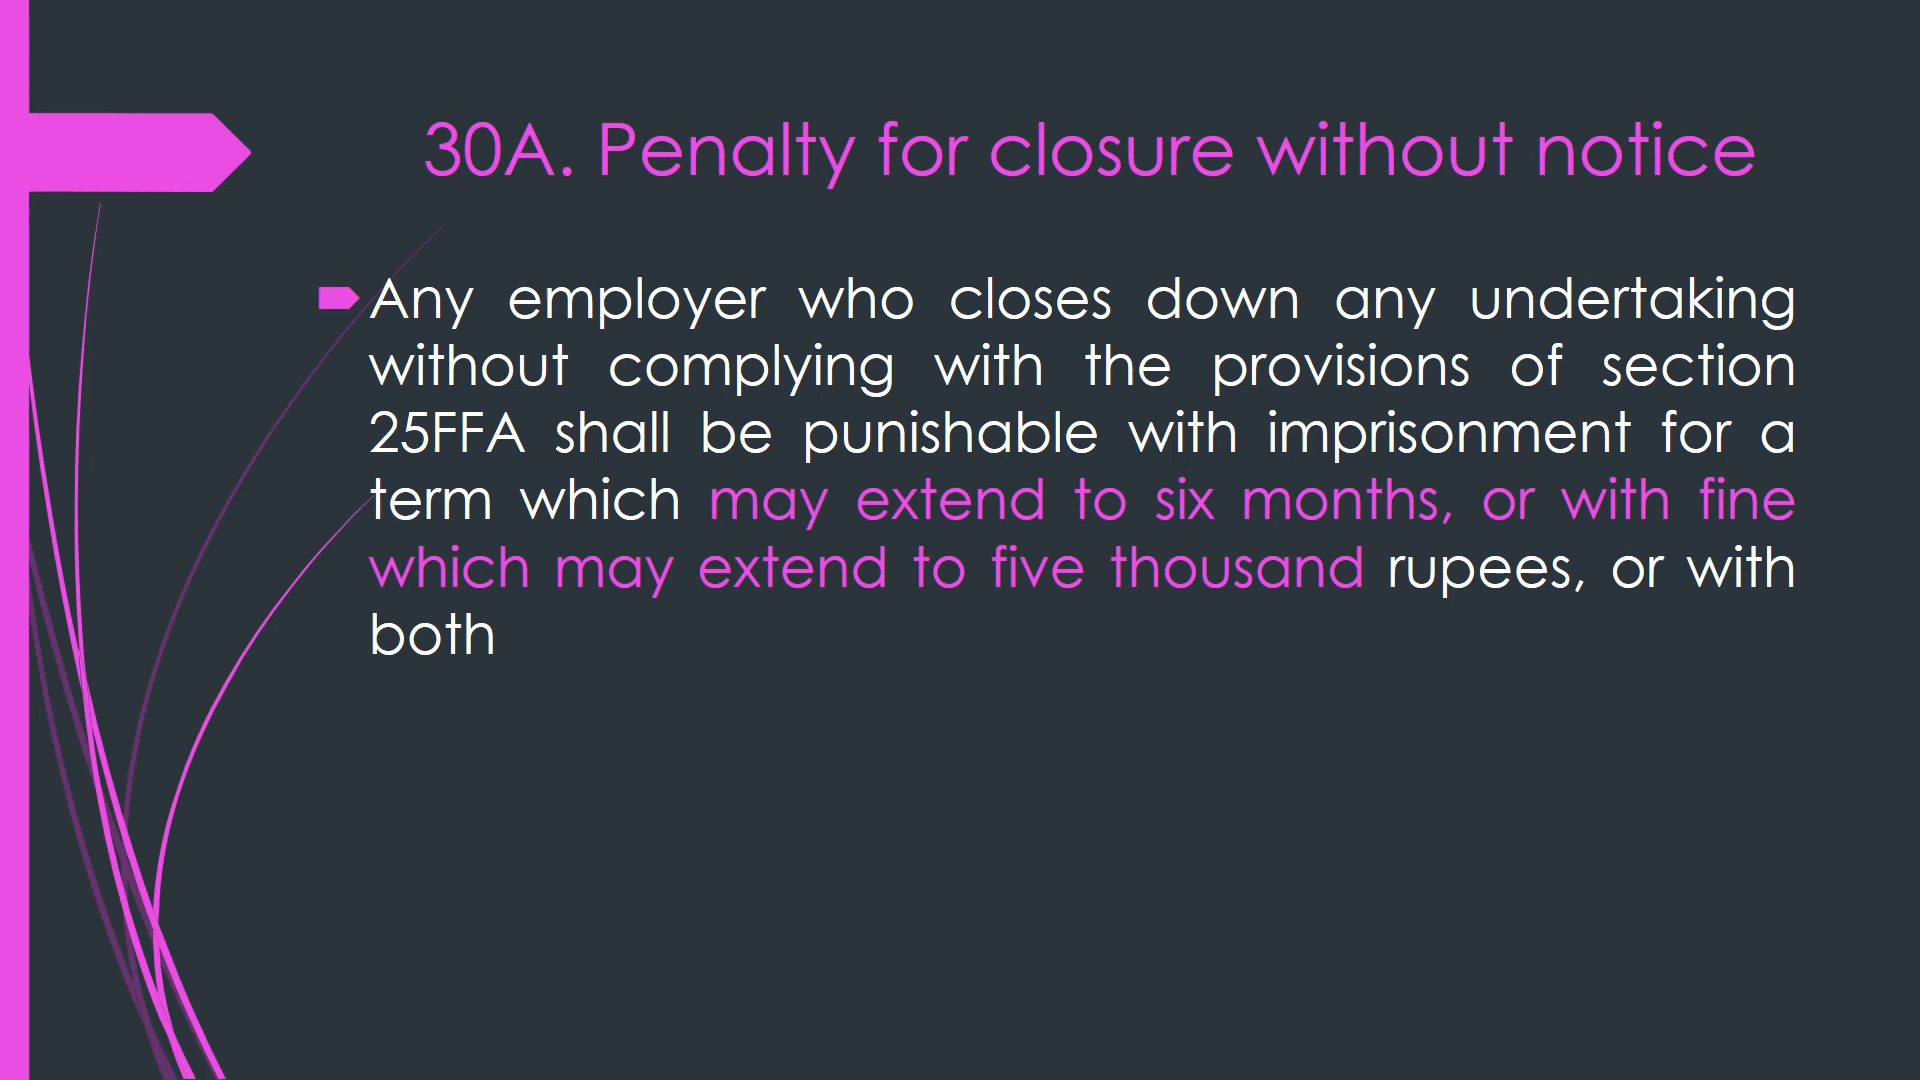 30A. Penalty for closure without notice
Any employer who closes down any undertaking
without complying with the provisions of section
25FFA shall be punishable with imprisonment for a
term which may extend to six months, or with fine
which may extend to five thousand rupees, or with
both